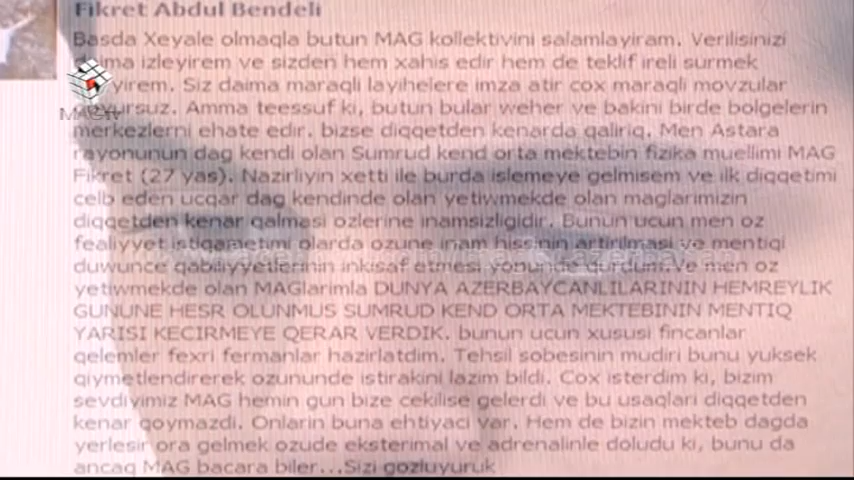 Fikret Abdul Bendeli
Basda Xeyale olmaqla butun MAG kollektivini salamlayiram. Verilisinizi
izleyirem ve sizden hem xahis edir hem de teklif ireli surmek
Siz daima maraqli layihelere imza atir cox maraqli movzular
Amma teessuf ki, butun bular weher ve bakini birde bolgelerin
merkezlerni ehate edir. bizse diqqetden kenarda qaliriq. Men Astara
rayonunun dag kendi olan Sumrud kend orta mektebin fizika muellimi MAG
Fikret (27 yas). Nazirliyin xetti ile burda islemeye gelmisem ve ilk diqqetimi
celb eden ucqar dag kendinde olan yetiwmekde olan maglarimizin
diqqetden kenar qalmasi ozlerine inamsizligidir. Bunun ucun men oz
fealiyyet istiqametimi olarda ozune inam hissinin artirilmasi ve mentiqi
duwunce qabiliyyetlerinin inkisaf etmesi yonunde qurdum.Ve men oz
yetiwmekde olan MAGlarimla DUNYA AZERBAYCANLILARININ HEMREYLIK
GUNUNE HESR OLUNMUS SUMRUD KEND ORTA MEKTEBININ MENTIQ
YARISI KECIRMEYE QERAR VERDIK. bunun ucun xususi fincanlar
qelemler fexri fermanlar hazirlatdim. Tehsil sobesinin mudiri bunu yuksek
qiymetlendirerek ozununde istirakini lazim bildi. Cox isterdim ki, bizim
sevdiyimiz MAG hemin gun bize cekilise gelerdi ve bu usaqlari diqqetden
kenar qoymazdi. Onlarin buna ehtiyaci var. Hem de bizin mekteb dagda
yerlesir ora gelmek ozude eksterimal ve adrenalinle doludu ki, bunu da
ancaq MAG bacara biler...Sizi gozluyuruk